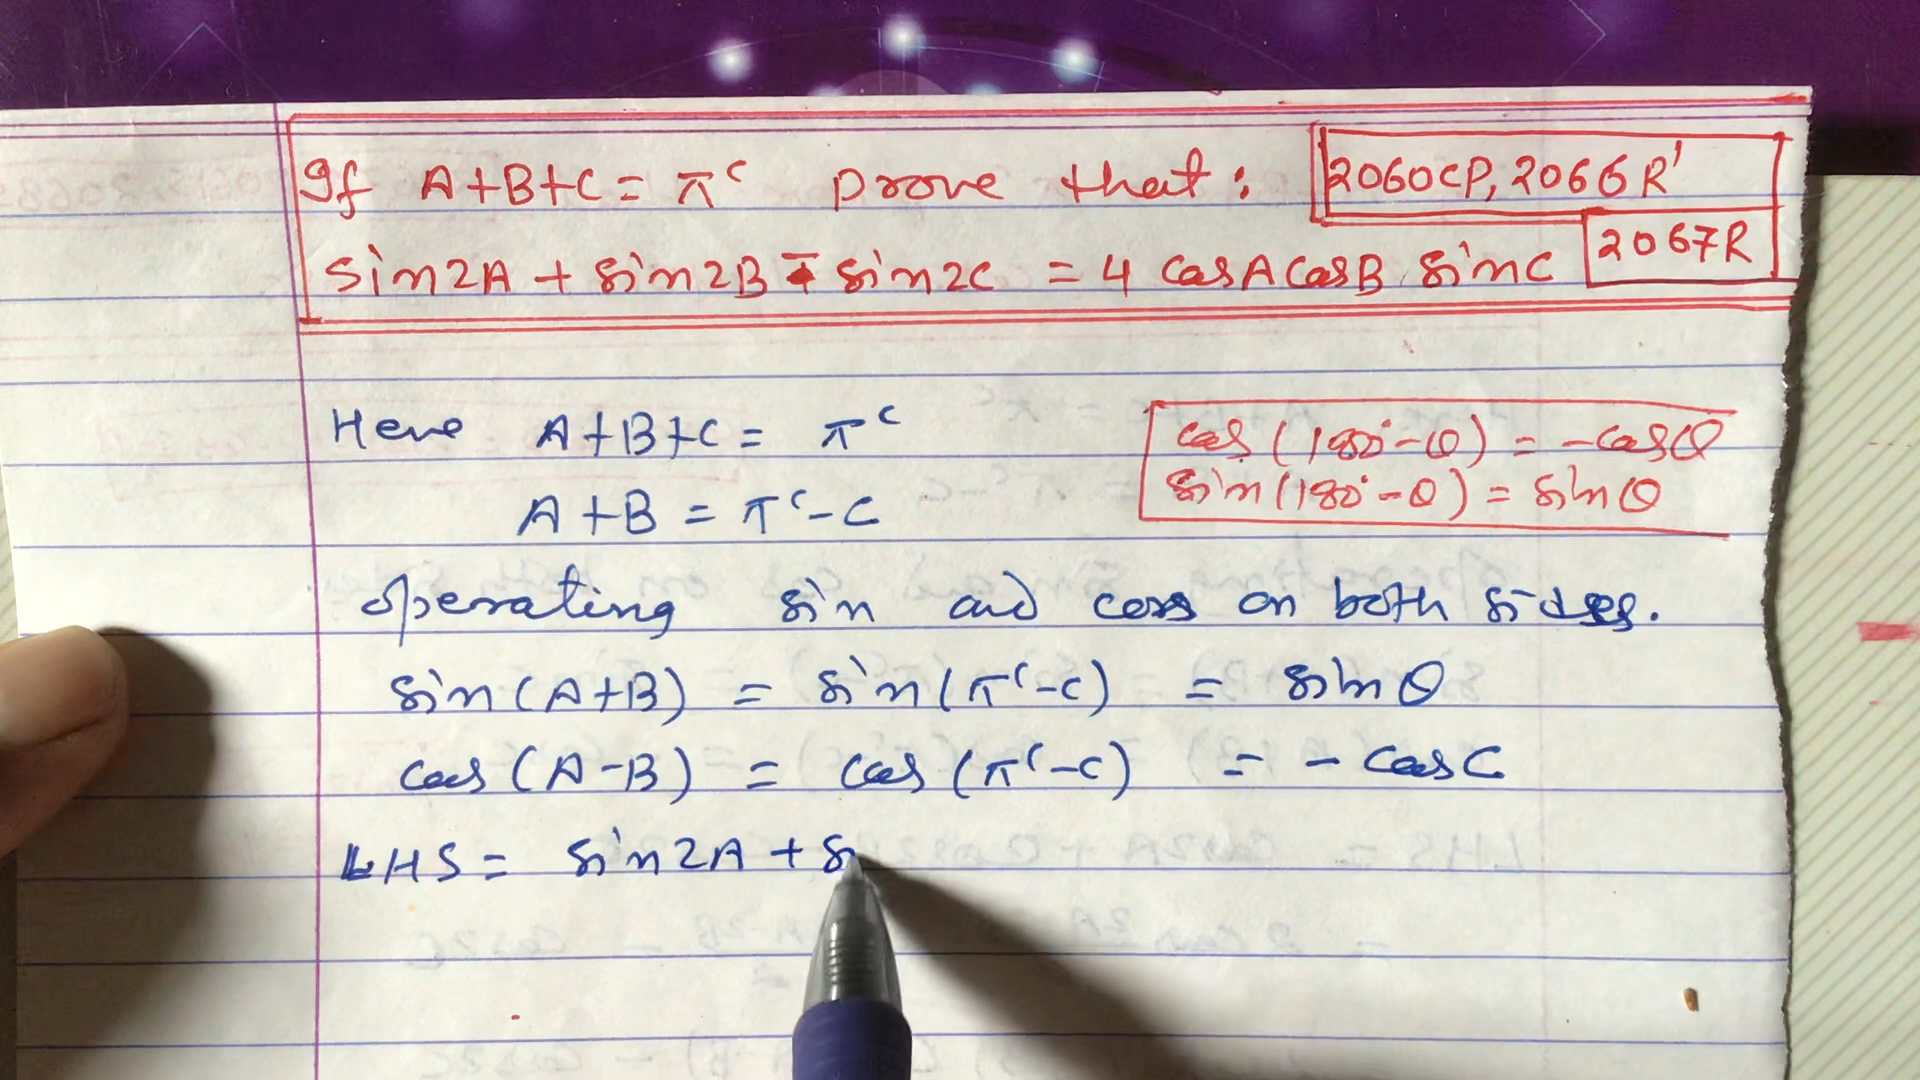 If A+B+C = π^c prove that: 2060CP, 2066R'
sin2A + sin2B - sin2C = 4 cosA cosB. sinC 2067R
Here A+B+C = π^c
cos(180°-θ) = -cosθ
A+B = π^c-C
sin(180°-θ) = sinθ
operating sin and cos on both sides.
sin(A+B) = sin(π^c-C) = sinθ
cos(A-B) = cos(π^c-C) = - cosC
LHS = sin2A + s